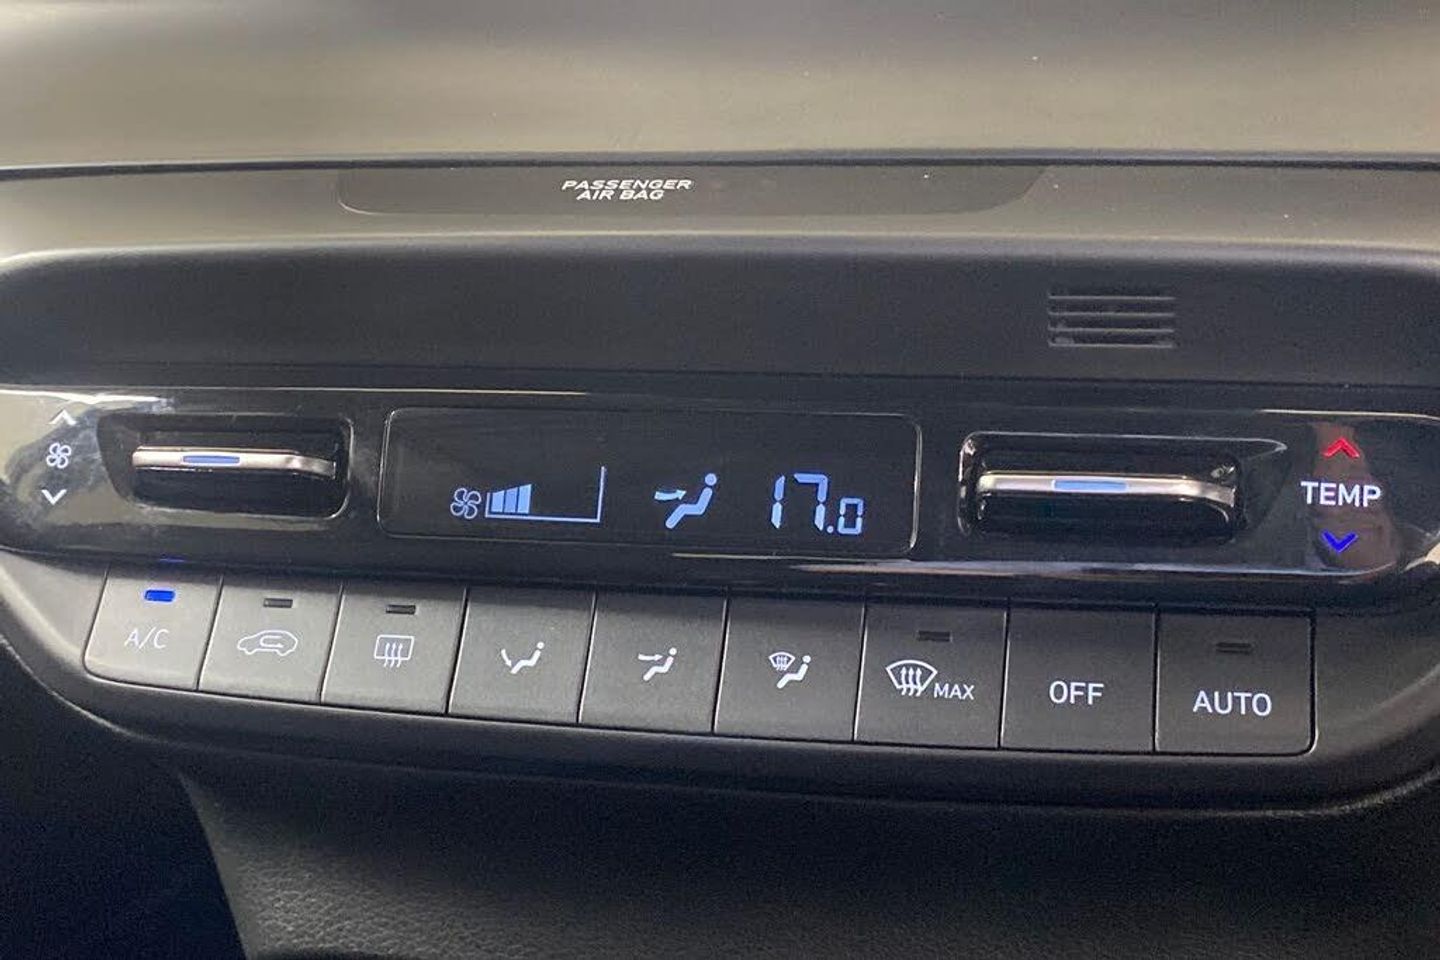 PASSENGER
AIR BAG
17.0
TEMP
A/C
MAX
OFF
AUTO